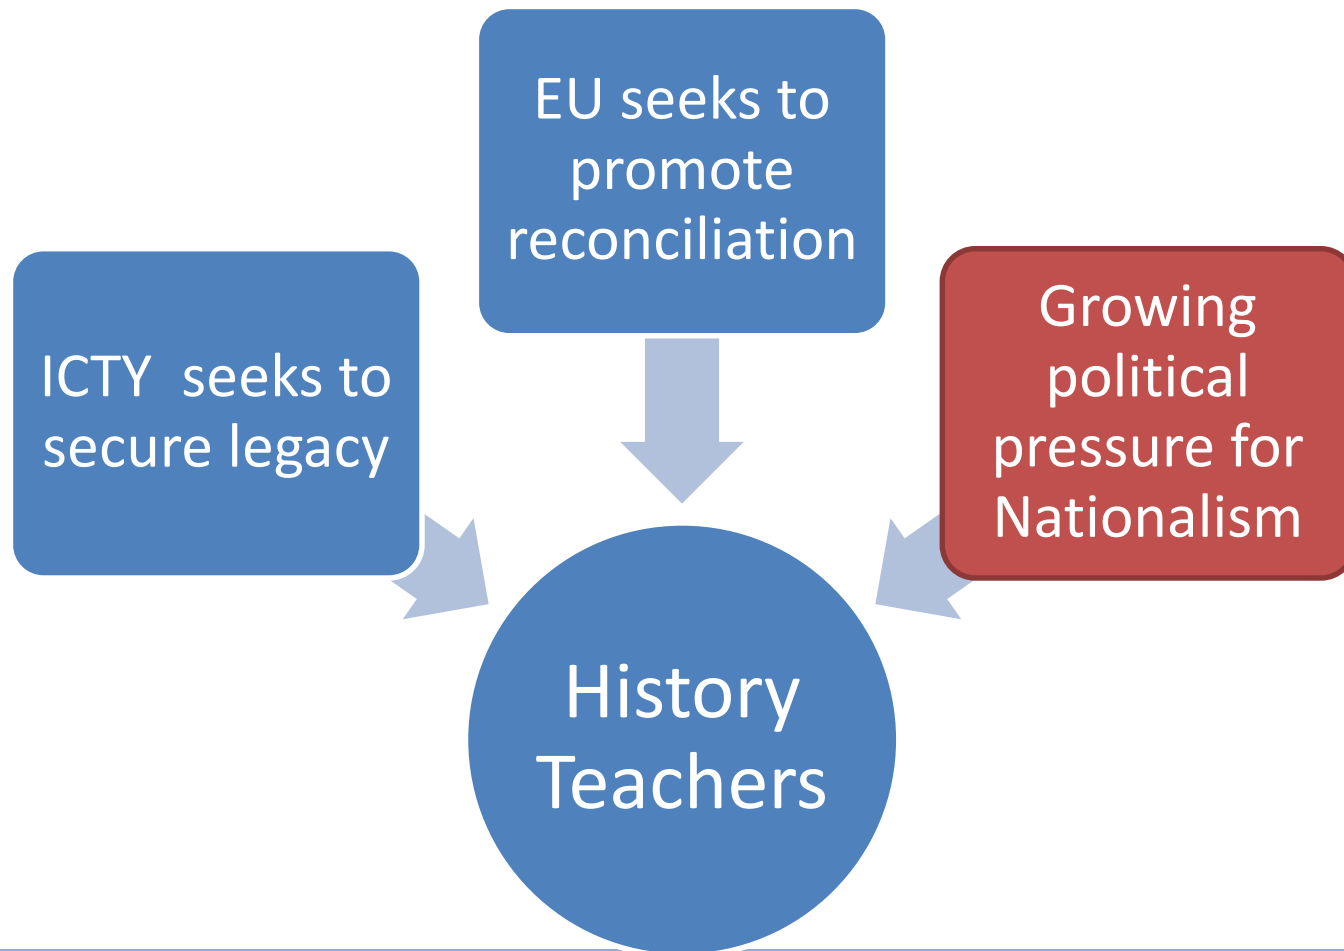 EU seeks to
promote
reconciliation
ICTY  seeks to
secure legacy
Growing
political
pressure for
Nationalism
History
Teachers